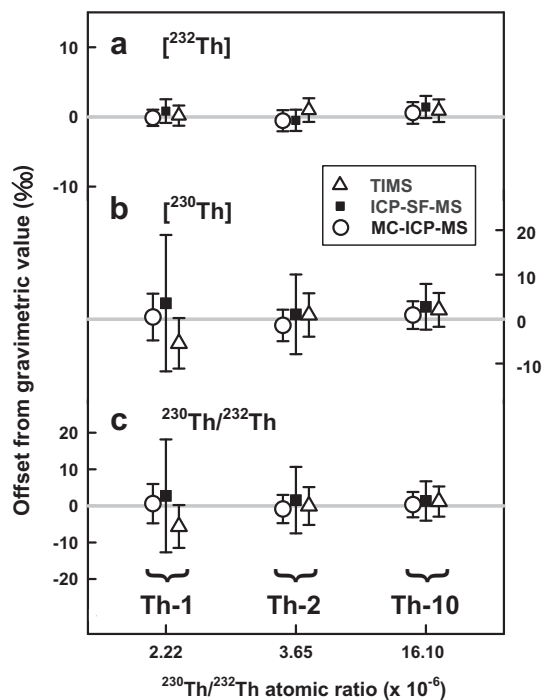 a [²³²Th]
10
0
-10
TIMS
ICP-SF-MS
MC-ICP-MS
b [²³⁰Th]
20
10
0
-10
c ²³⁰Th/²³²Th
20
10
0
-10
-20
Offset from gravimetric value (‰)
Th-1 Th-2 Th-10
2.22 3.65 16.10
²³⁰Th/²³²Th atomic ratio (x 10⁻⁶)